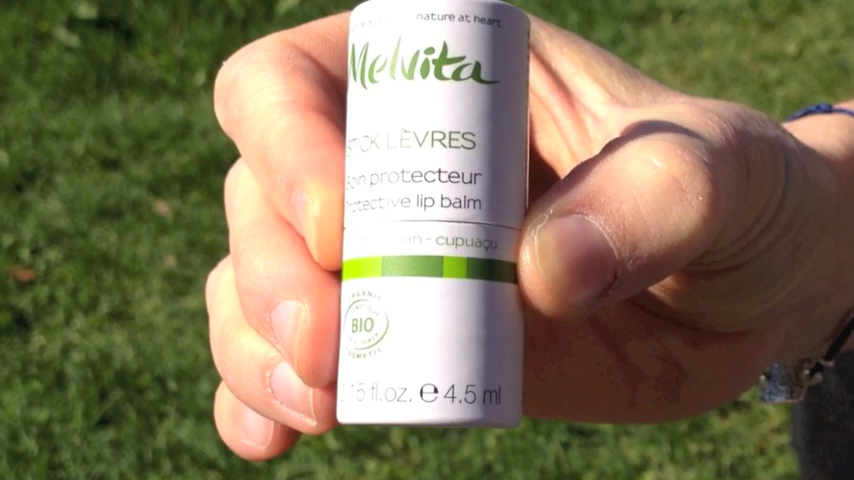 nature at heart
Melvita
STICK LÈVRES
Soin protecteur
Protective lip balm
- cupuaçu
ORGANIC
BIO
COSMETIC
15 fl.oz. e 4.5 ml